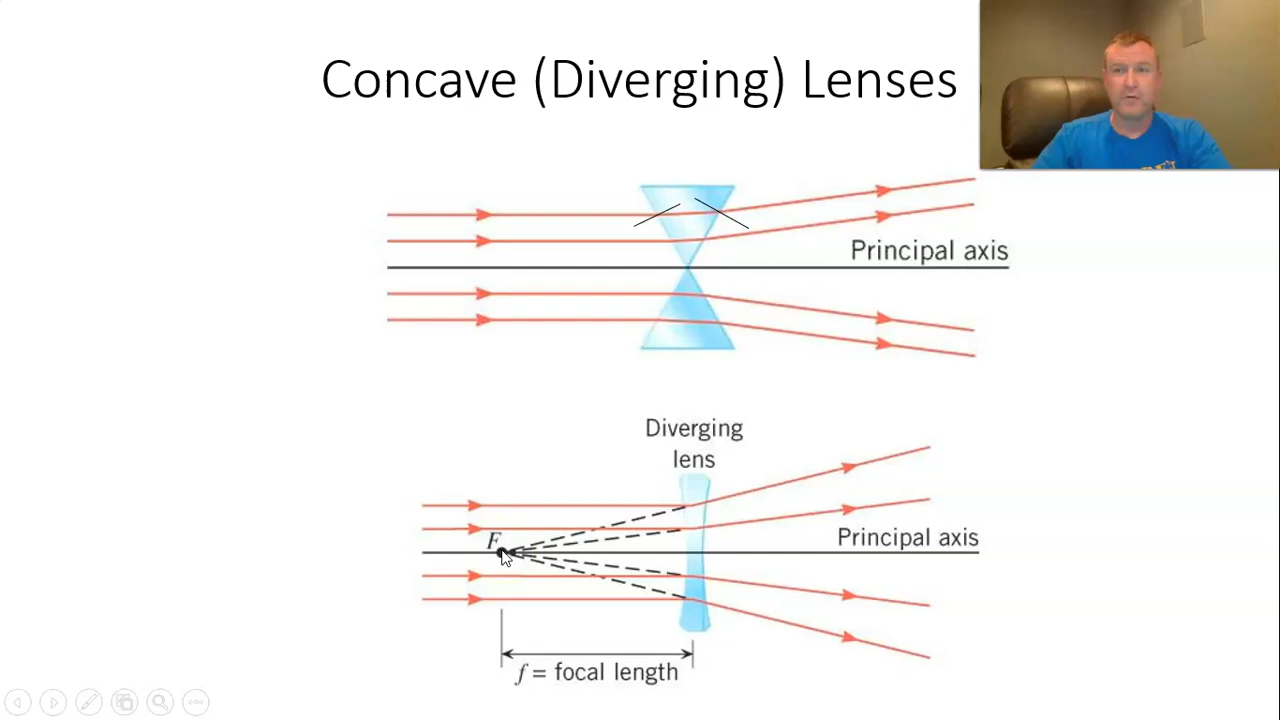 Concave (Diverging) Lenses
Principal axis
Diverging
lens
F
Principal axis
f = focal length